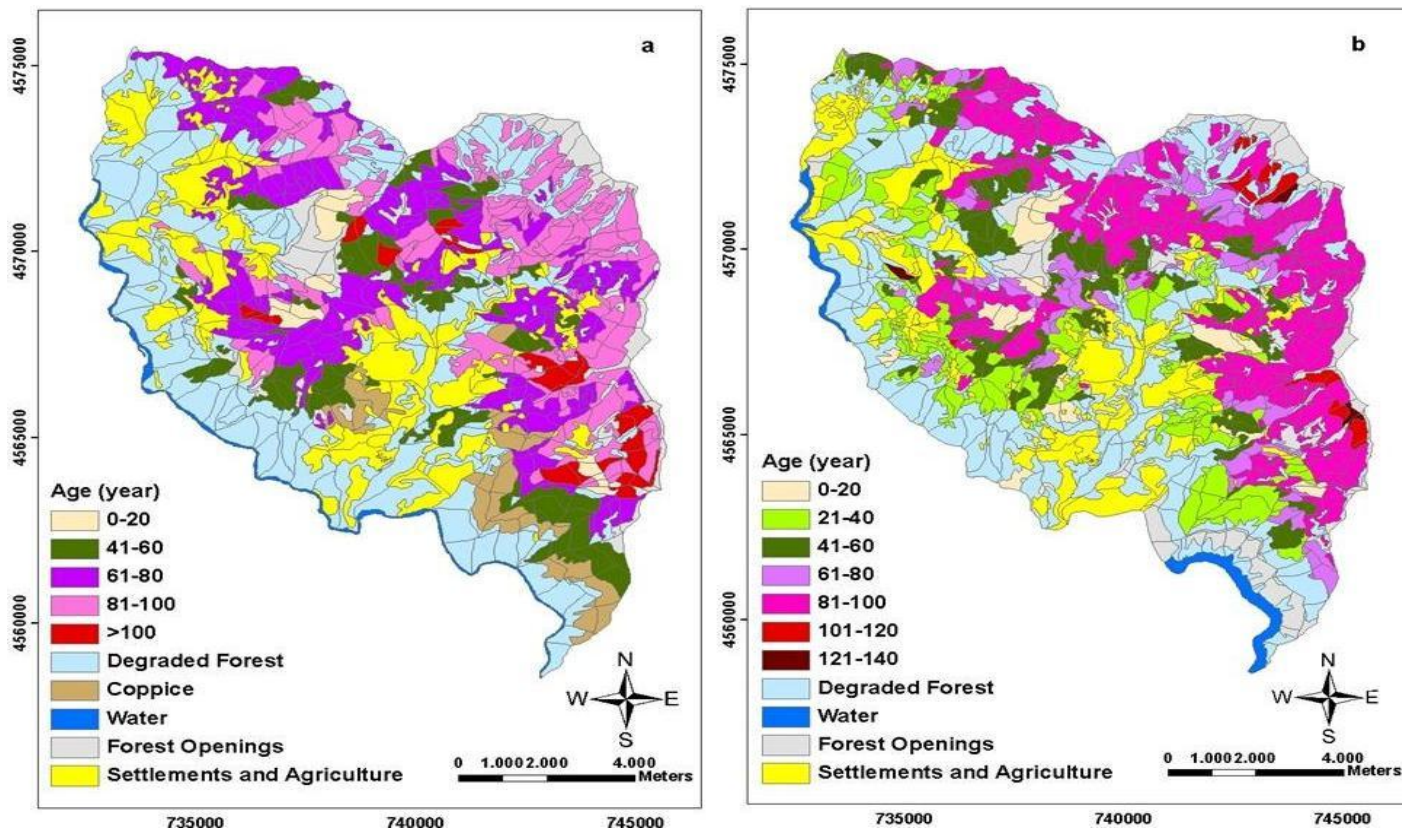 a
4575000
4570000
4565000
4560000
Age (year)
0-20
41-60
61-80
81-100
>100
Degraded Forest
Coppice
Water
Forest Openings
Settlements and Agriculture
N
W E
S
0 1.000 2.000 4.000
Meters
735000 740000 745000
b
4575000
4570000
4565000
4560000
Age (year)
0-20
21-40
41-60
61-80
81-100
101-120
121-140
Degraded Forest
Water
Forest Openings
Settlements and Agriculture
N
W E
S
0 1.000 2.000 4.000
Meters
735000 740000 745000